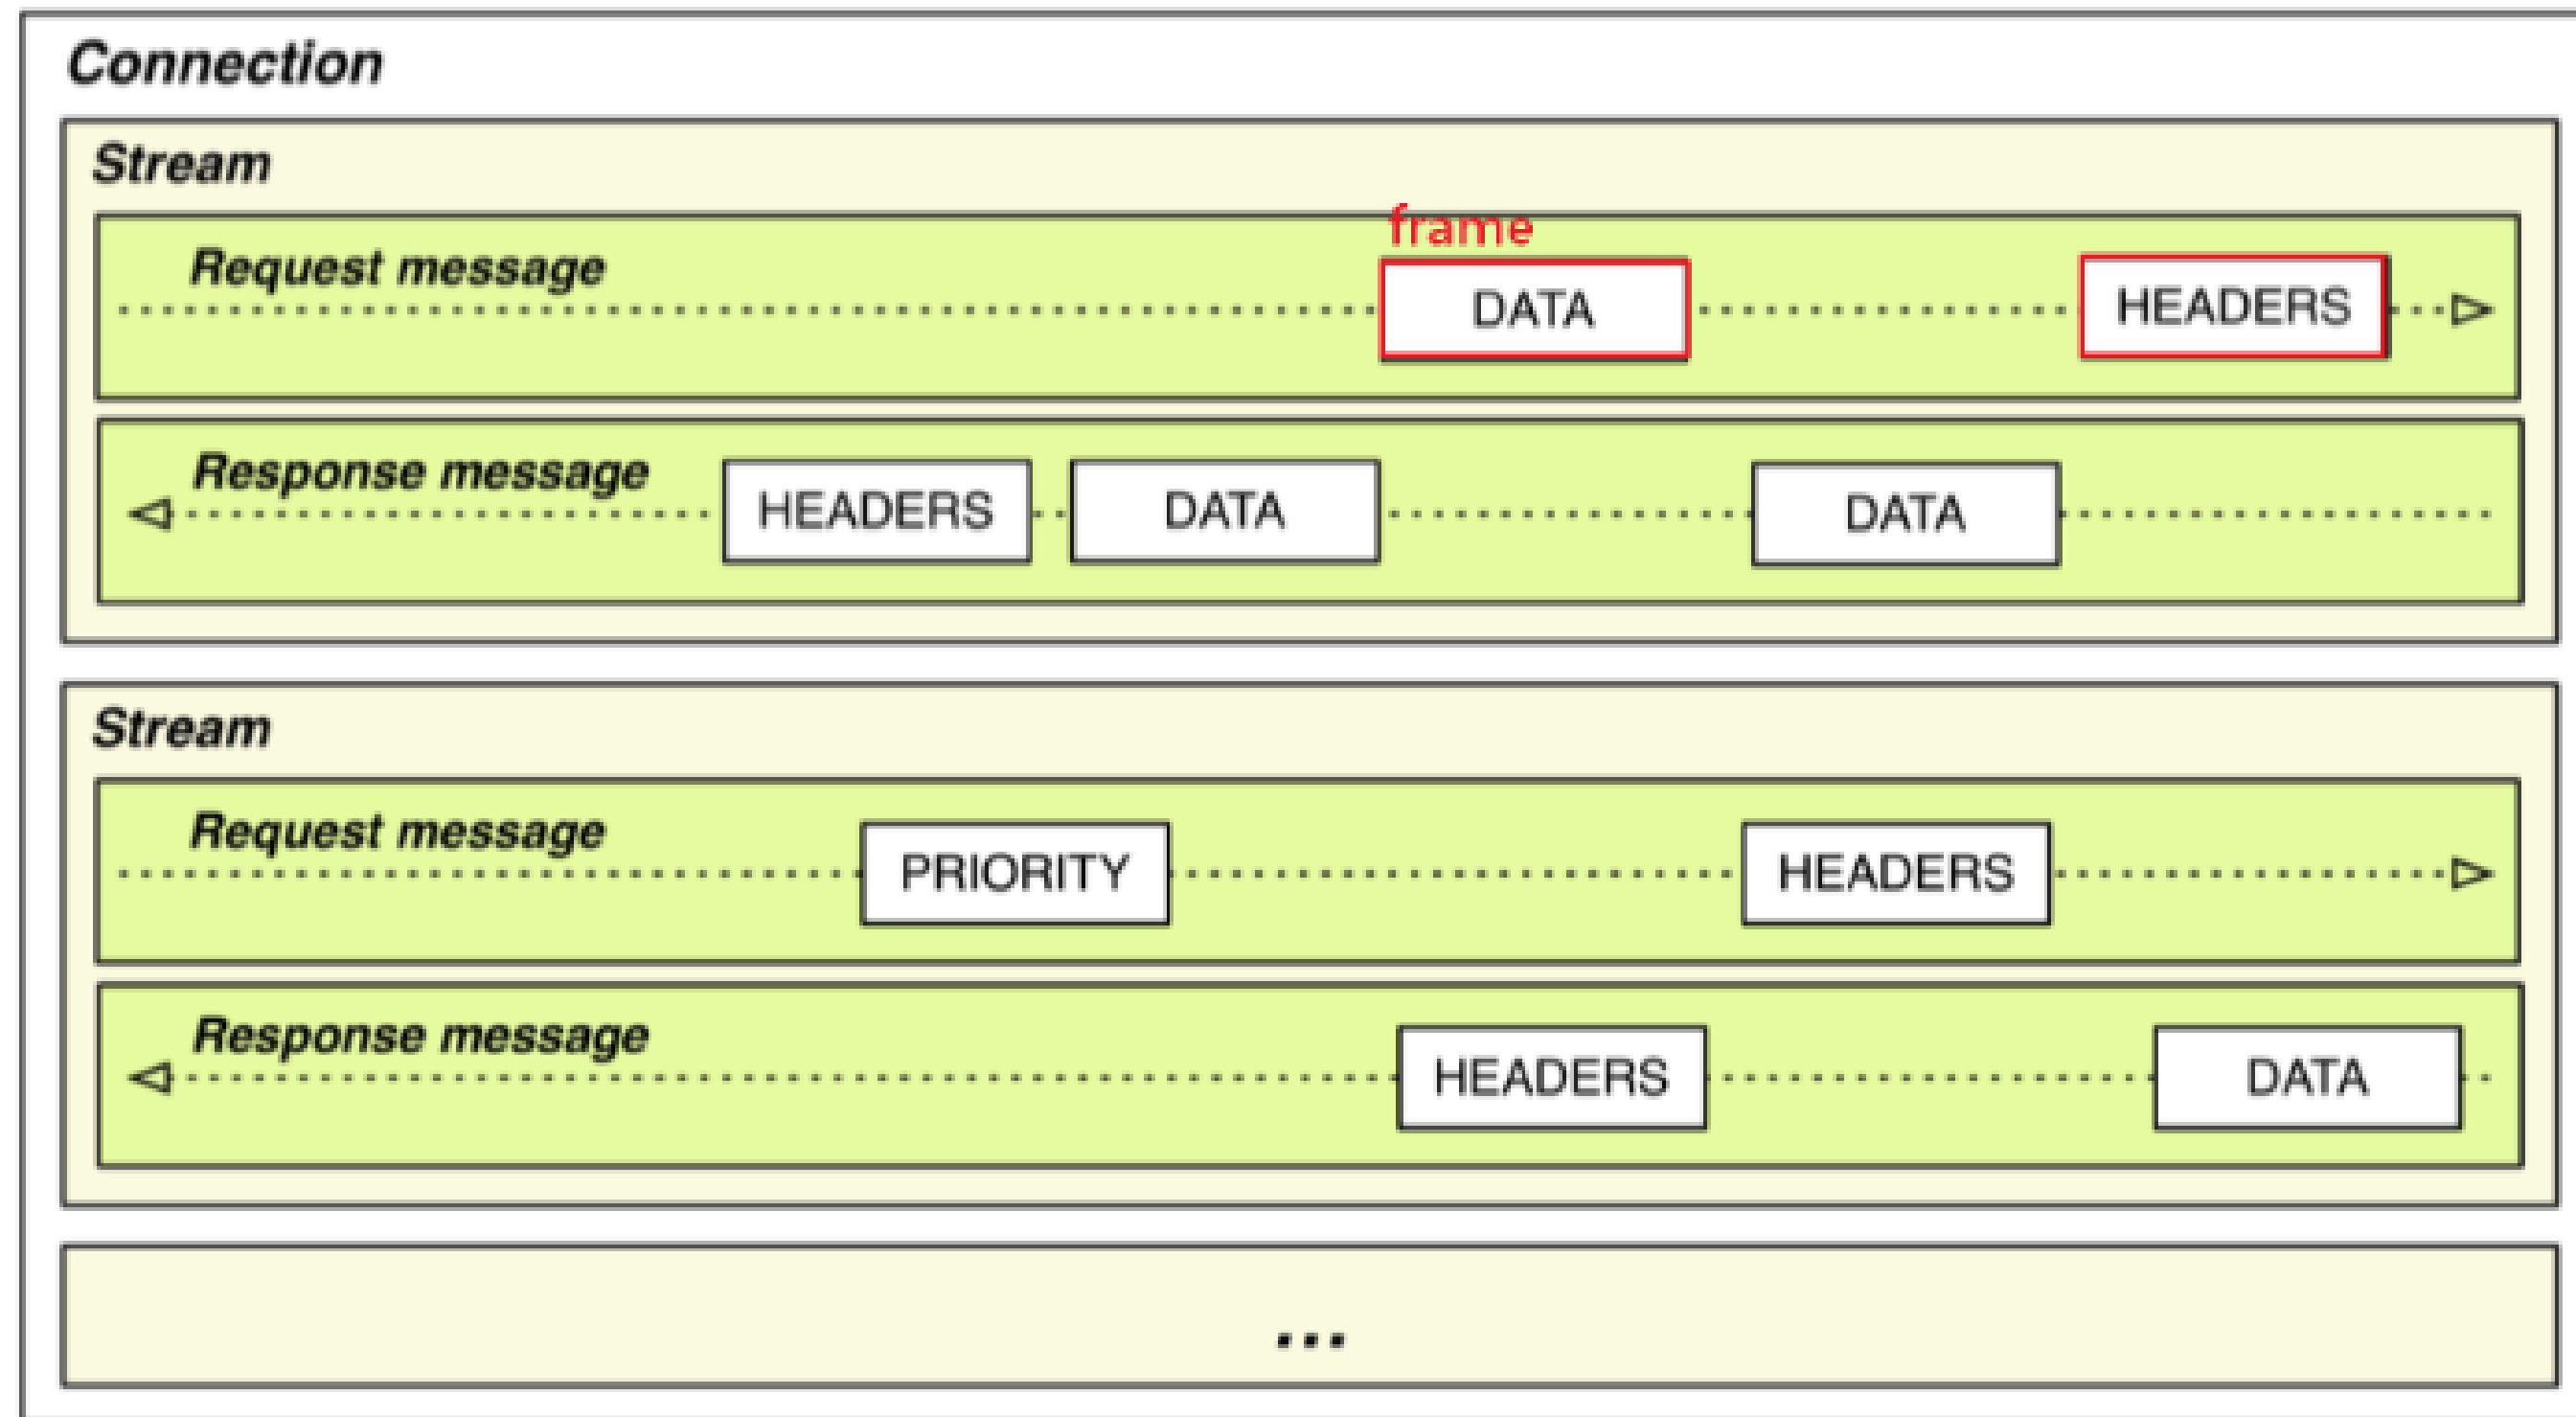 Connection
Stream
frame
Request message
DATA
HEADERS
Response message
HEADERS
DATA
DATA
Stream
Request message
PRIORITY
HEADERS
Response message
HEADERS
DATA
...